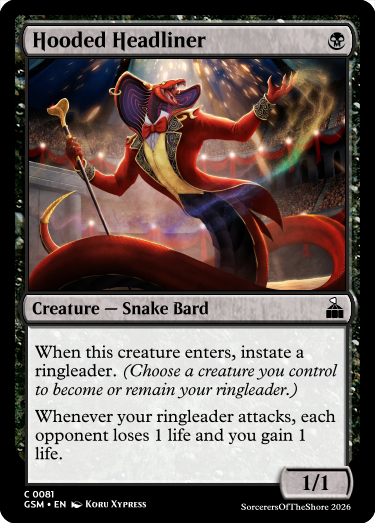 Hooded Headliner
Creature — Snake Bard
When this creature enters, instate a
ringleader. (Choose a creature you control
to become or remain your ringleader.)
Whenever your ringleader attacks, each
opponent loses 1 life and you gain 1
life.
1/1
C 0081
GSM • EN Koru Xypress
SorcerersOfTheShore 2026